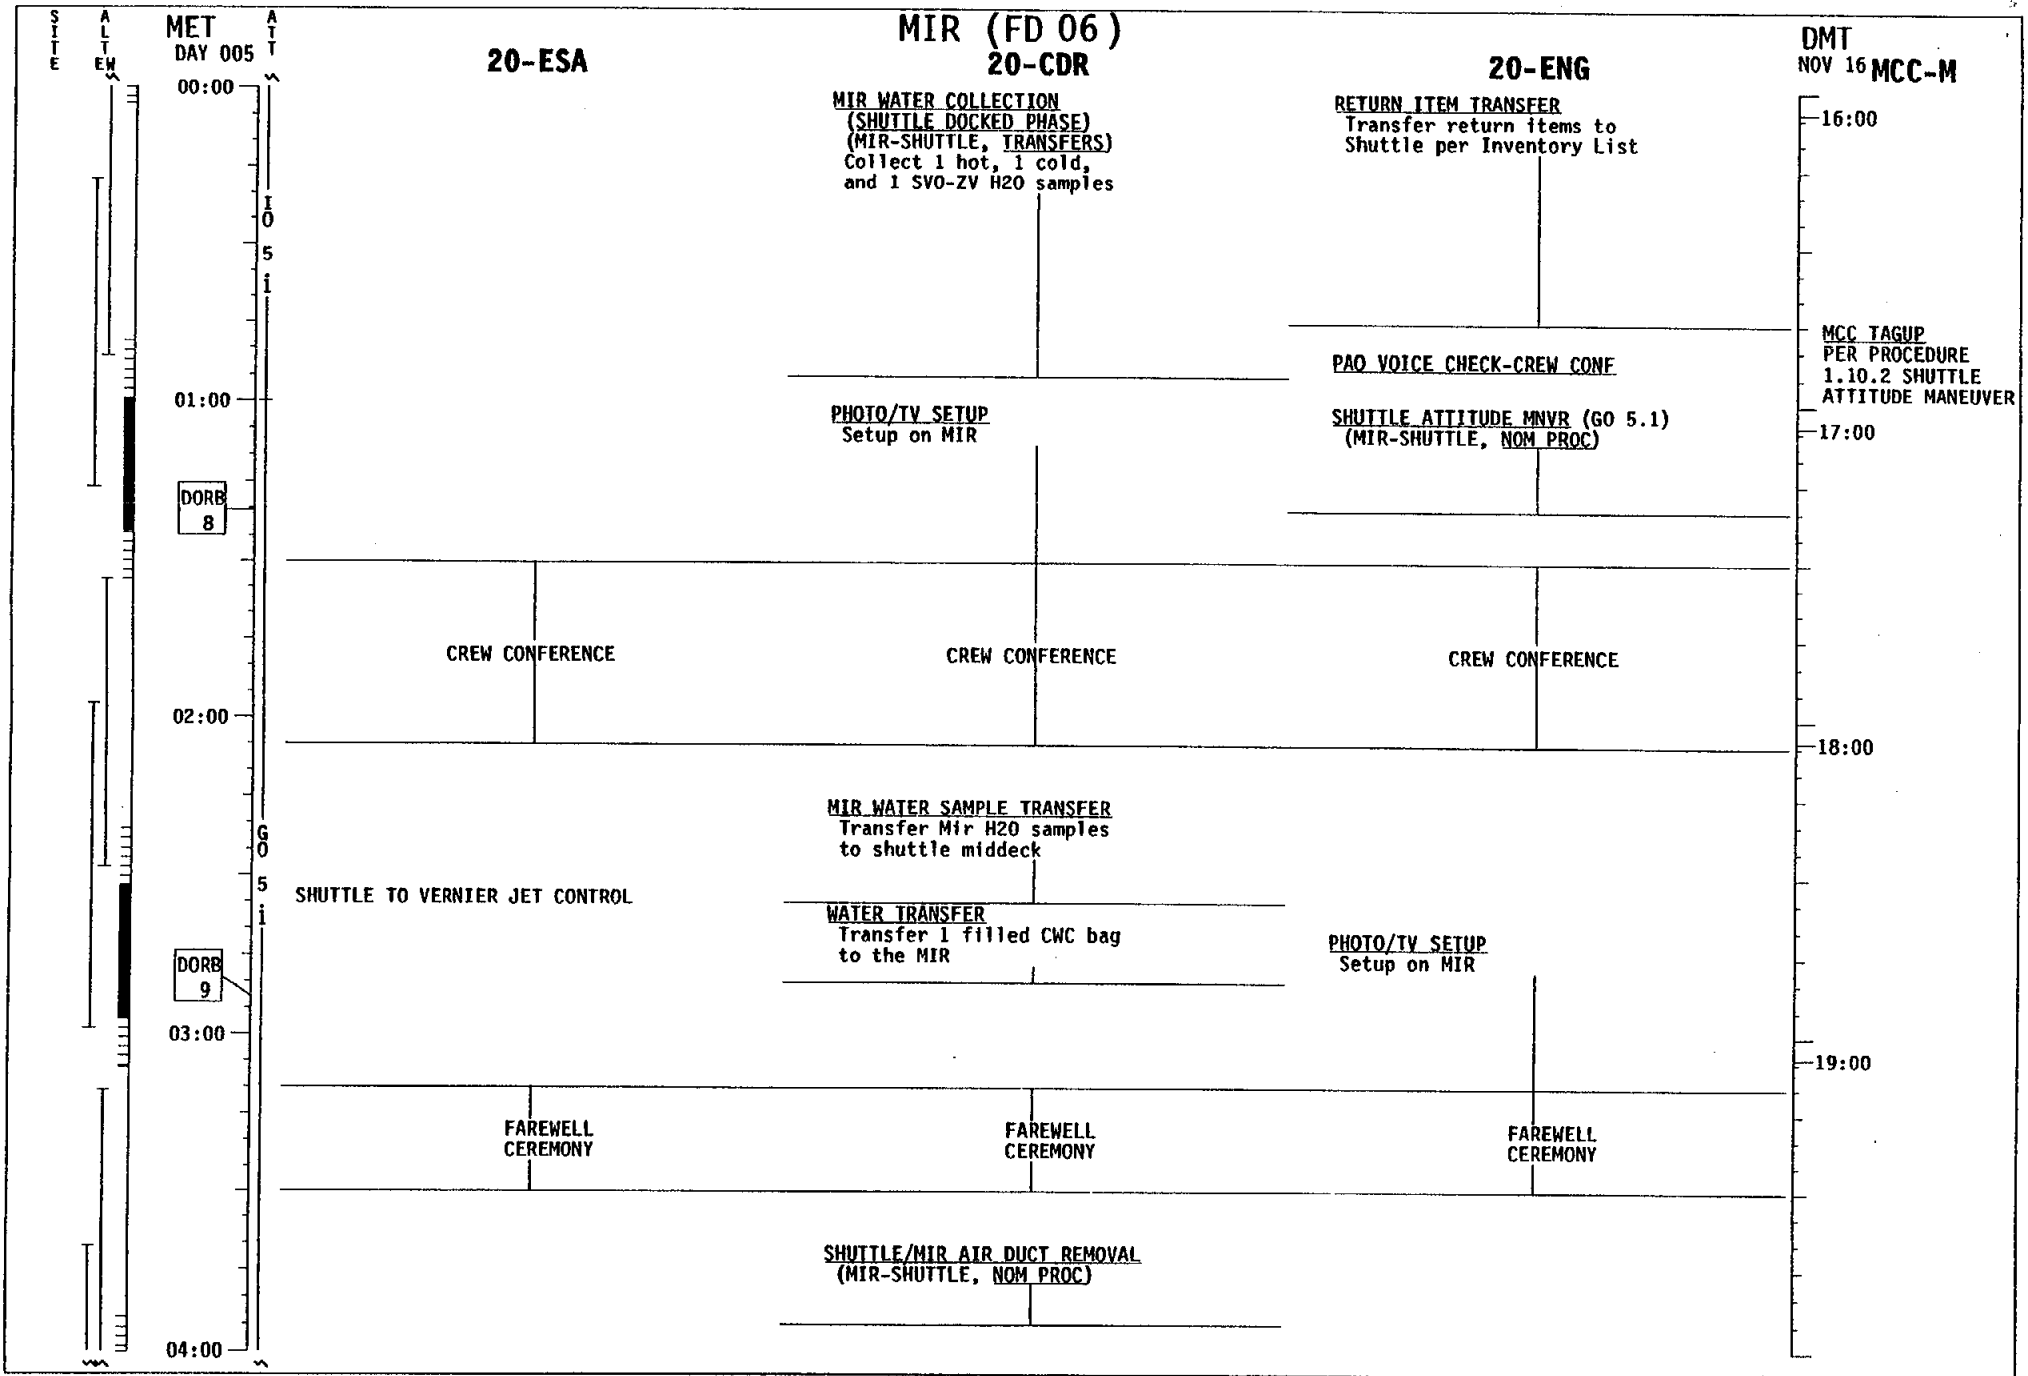 SITE
ALT
EW
MET
DAY 005
ATT
MIR (FD 06)
20-ESA
20-CDR
20-ENG
DMT
NOV 16 MCC-M
00:00
MIR WATER COLLECTION
(SHUTTLE DOCKED PHASE)
(MIR-SHUTTLE, TRANSFERS)
Collect 1 hot, 1 cold,
and 1 SVO-ZV H2O samples
RETURN ITEM TRANSFER
Transfer return items to
Shuttle per Inventory List
16:00
IO 5 i
MCC TAGUP
PER PROCEDURE
1.10.2 SHUTTLE
ATTITUDE MANEUVER
PAO VOICE CHECK-CREW CONF
01:00
PHOTO/TV SETUP
Setup on MIR
SHUTTLE ATTITUDE MNVR (GO 5.1)
(MIR-SHUTTLE, NOM PROC)
17:00
DORB
8
CREW CONFERENCE
CREW CONFERENCE
CREW CONFERENCE
02:00
18:00
MIR WATER SAMPLE TRANSFER
Transfer Mir H2O samples
to shuttle middeck
GO 5 i
SHUTTLE TO VERNIER JET CONTROL
WATER TRANSFER
Transfer 1 filled CWC bag
to the MIR
PHOTO/TV SETUP
Setup on MIR
DORB
9
03:00
19:00
FAREWELL
CEREMONY
FAREWELL
CEREMONY
FAREWELL
CEREMONY
SHUTTLE/MIR AIR DUCT REMOVAL
(MIR-SHUTTLE, NOM PROC)
04:00